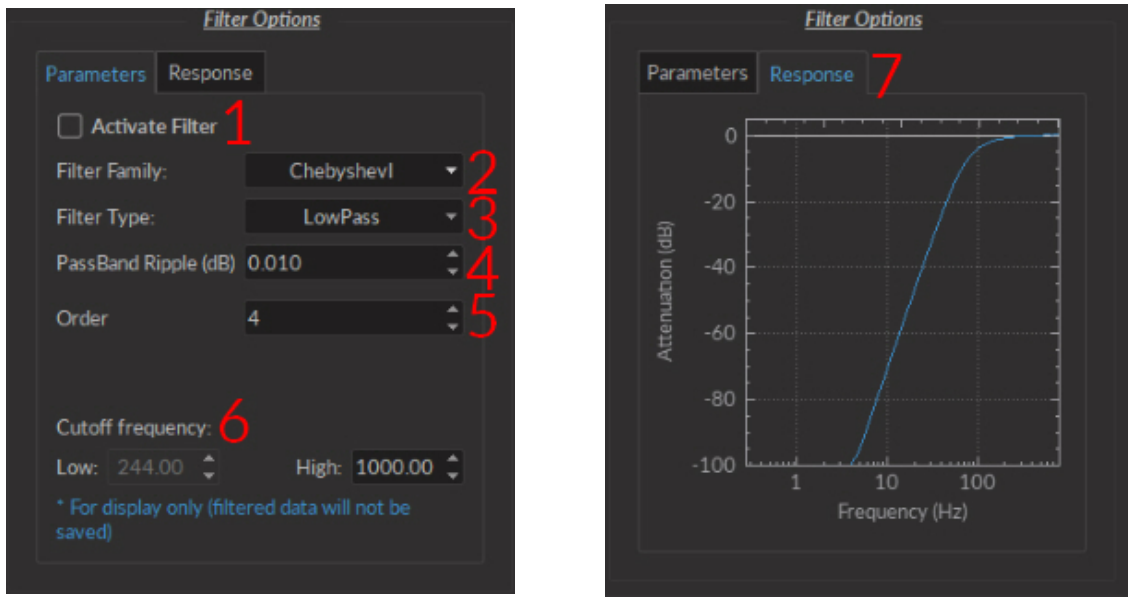 Filter Options
Parameters Response
1
Activate Filter
Filter Family: ChebyshevI 2
Filter Type: LowPass 3
PassBand Ripple (dB) 0.010 4
Order 4 5
6
Cutoff frequency:
Low: 244.00 High: 1000.00
* For display only (filtered data will not be
saved)
Filter Options
Parameters Response 7
0
-20
-40
-60
-80
-100
Attenuation (dB)
1 10 100
Frequency (Hz)